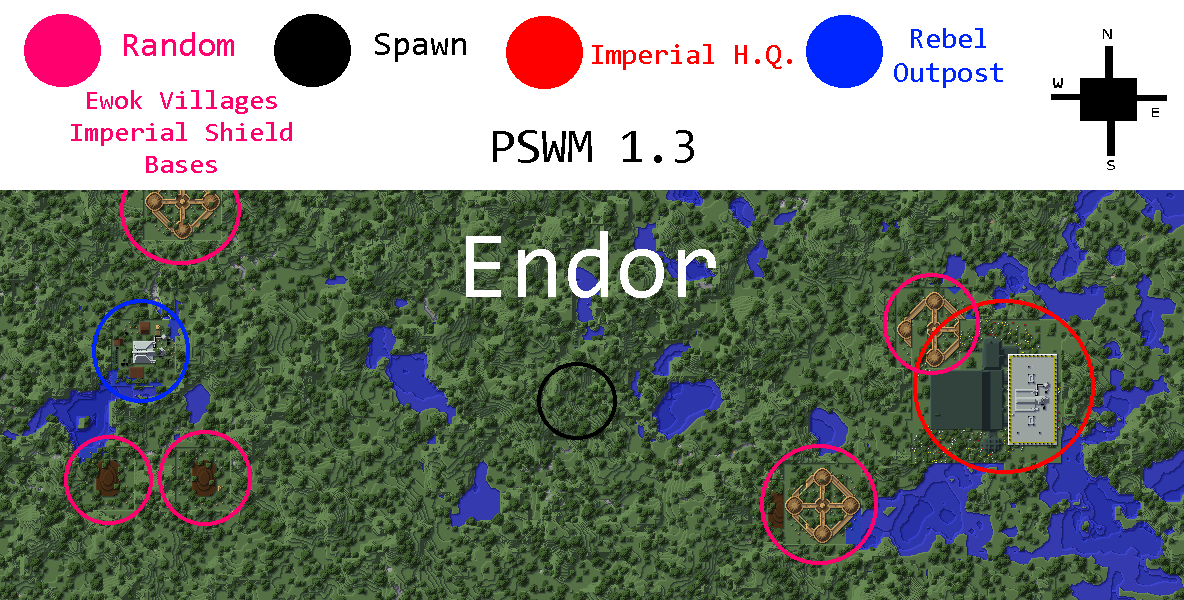 Random
Spawn
Imperial H.Q.
Rebel
Outpost
Ewok Villages
Imperial Shield
Bases
PSWM 1.3
N
W
E
S
Endor